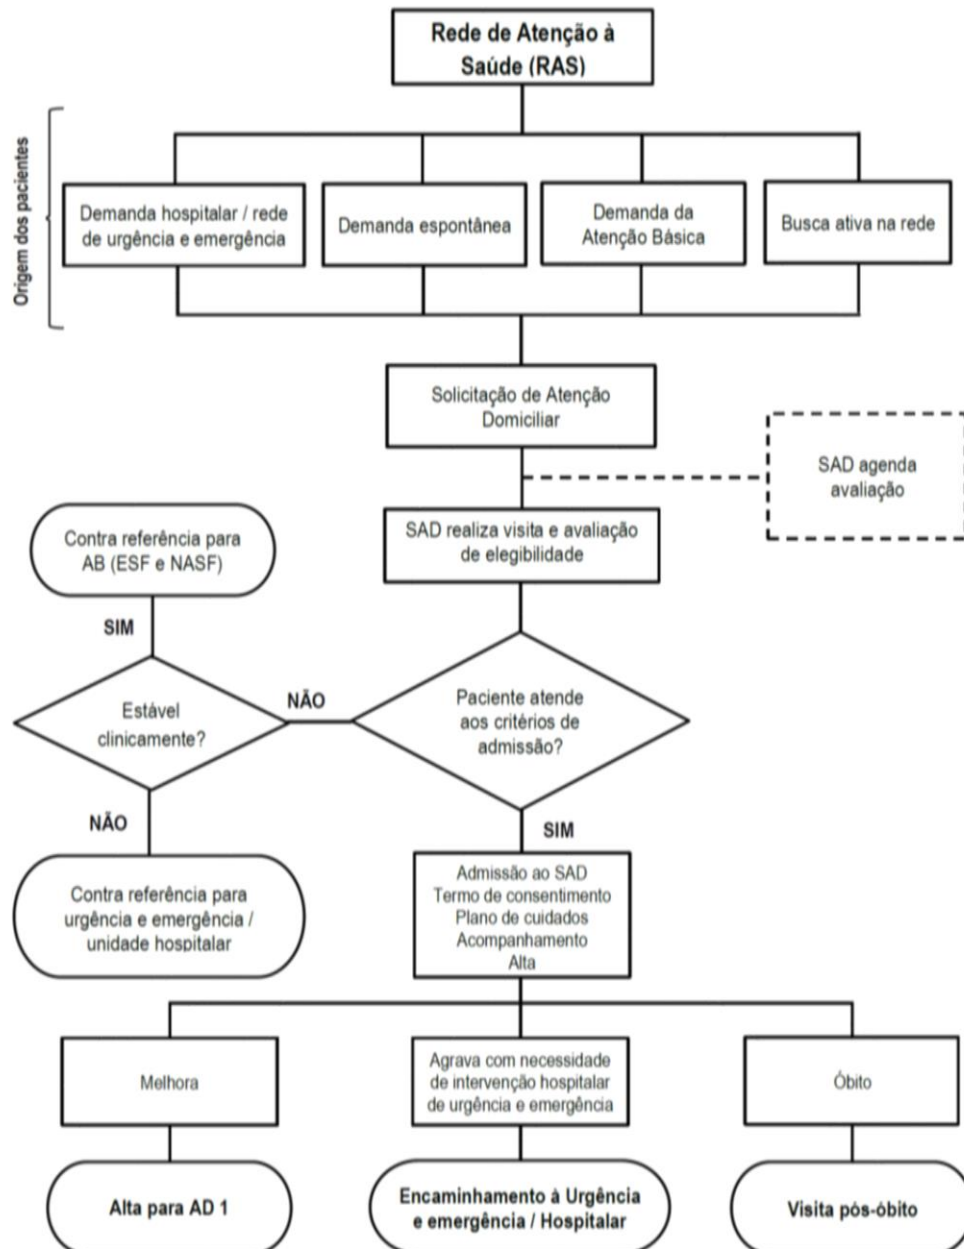 Rede de Atenção à
Saúde (RAS)
Origem dos pacientes
Demanda hospitalar / rede
de urgência e emergência
Demanda espontânea
Demanda da
Atenção Básica
Busca ativa na rede
Solicitação de Atenção
Domiciliar
SAD agenda
avaliação
SAD realiza visita e avaliação
de elegibilidade
Contra referência para
AB (ESF e NASF)
SIM
Estável
clinicamente?
NÃO
Paciente atende
aos critérios de
admissão?
NÃO
SIM
Contra referência para
urgência e emergência /
unidade hospitalar
Admissão ao SAD
Termo de consentimento
Plano de cuidados
Acompanhamento
Alta
Melhora
Agrava com necessidade
de intervenção hospitalar
de urgência e emergência
Óbito
Alta para AD 1
Encaminhamento à Urgência
e emergência / Hospitalar
Visita pós-óbito